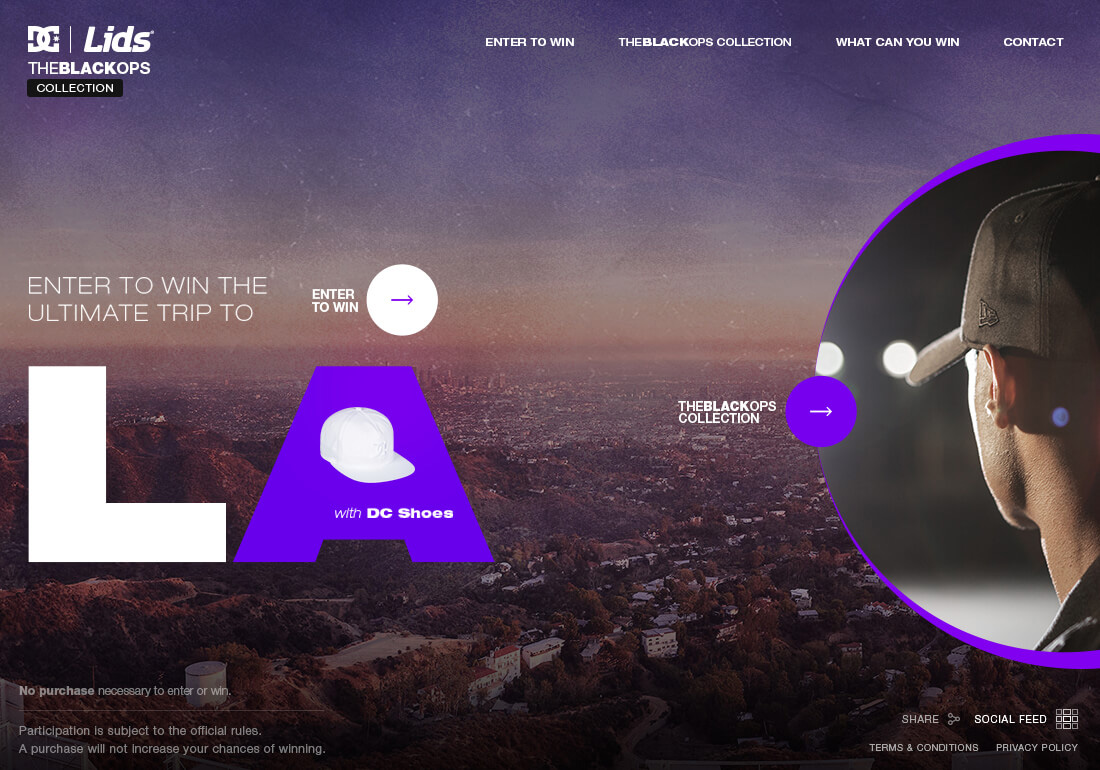 DC | Lids
THEBLACKOPS
COLLECTION
ENTER TO WIN
THEBLACKOPS COLLECTION
WHAT CAN YOU WIN
CONTACT
ENTER TO WIN THE
ULTIMATE TRIP TO
ENTER
TO WIN
LA
with DC Shoes
THEBLACKOPS
COLLECTION
No purchase necessary to enter or win.
Participation is subject to the official rules.
A purchase will not increase your chances of winning.
SHARE
SOCIAL FEED
TERMS & CONDITIONS
PRIVACY POLICY